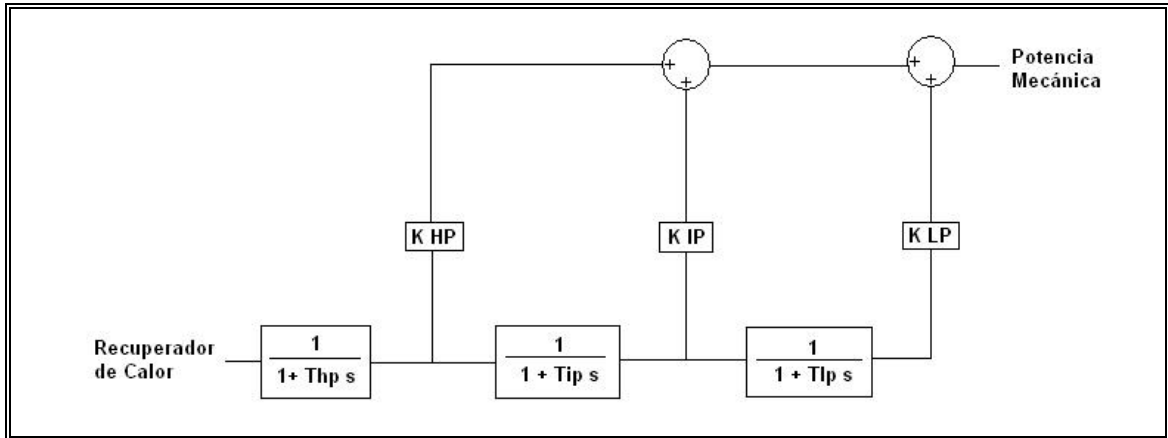 Potencia
Mecánica
K HP
K IP
K LP
Recuperador
de Calor
1
1+ Thp s
1
1 + Tip s
1
1 + Tlp s
+
+
+
+